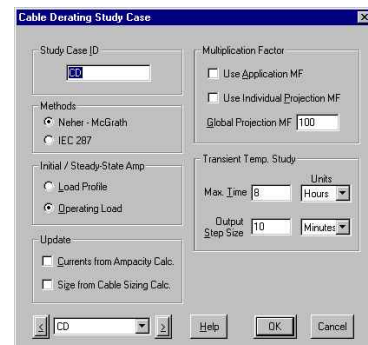 Cable Derating Study Case
Study Case ID
CD
Methods
Neher - McGrath
IEC 287
Initial / Steady-State Amp
Load Profile
Operating Load
Update
Currents from Ampacity Calc.
Size from Cable Sizing Calc.
Multiplication Factor
Use Application MF
Use Individual Projection MF
Global Projection MF 100
Transient Temp. Study
Units
Max. Time 8 Hours
Output
Step Size 10 Minutes
< CD > Help OK Cancel